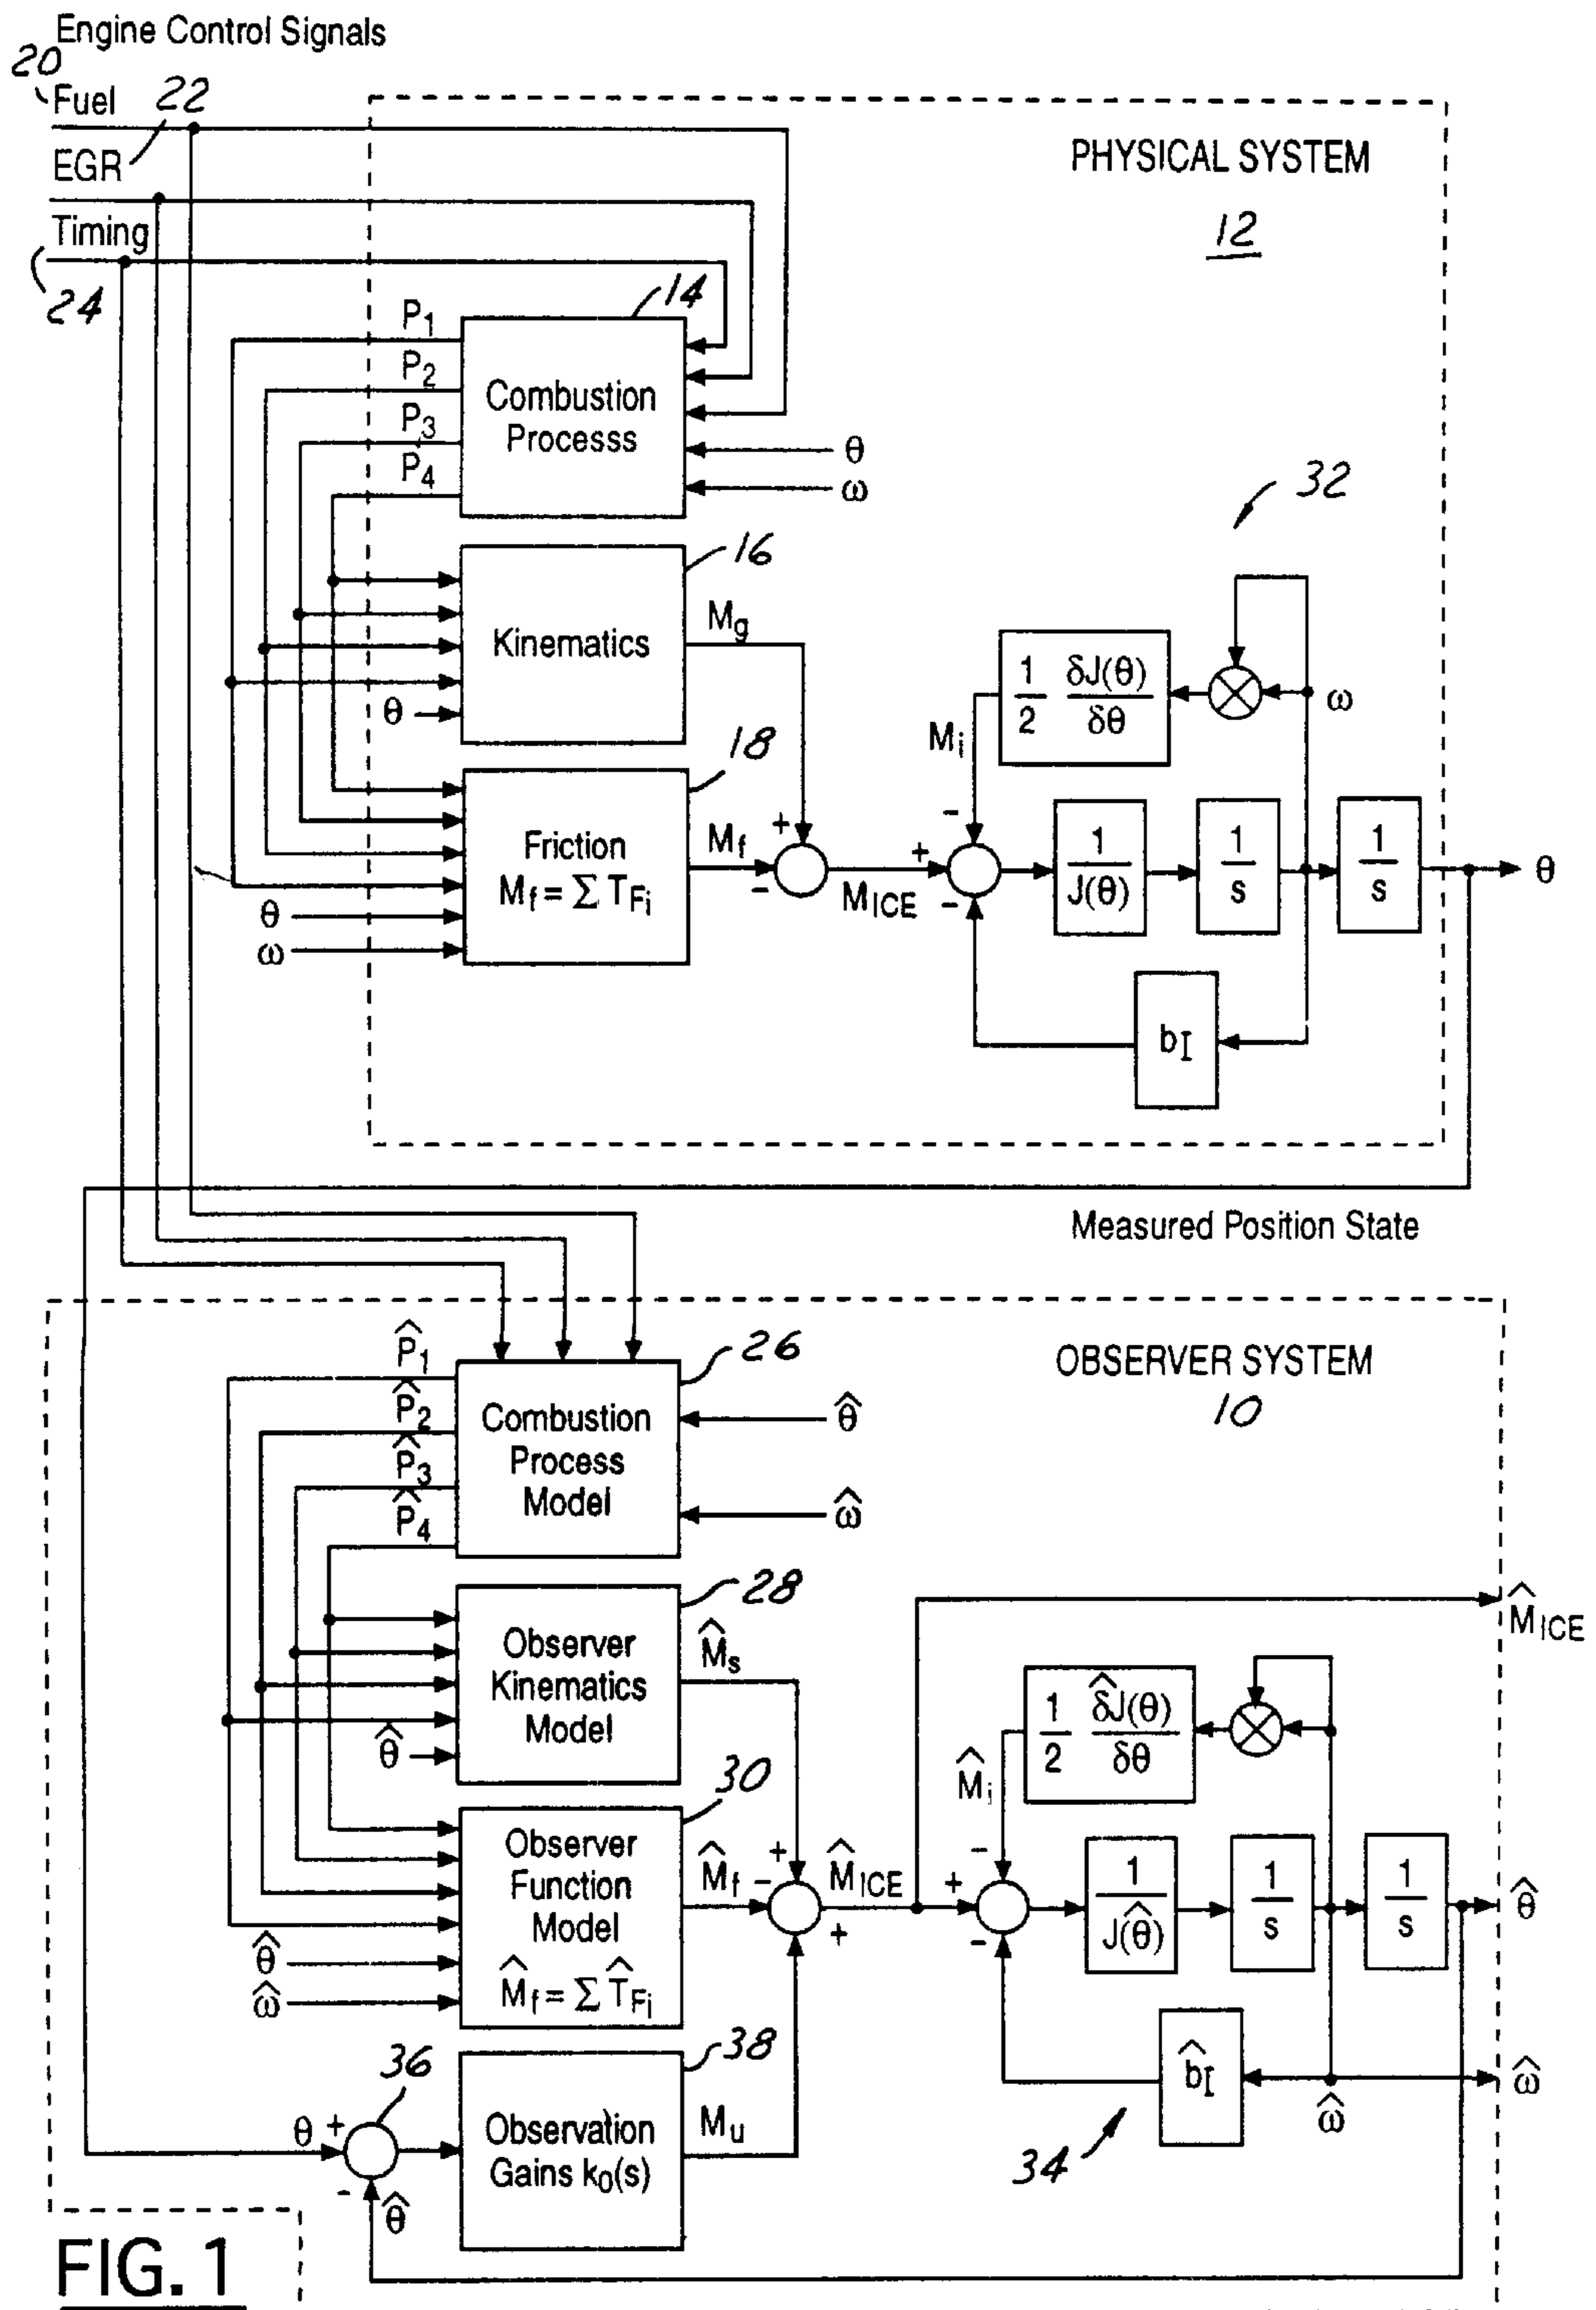 Engine Control Signals
20
Fuel
22
EGR
Timing
24
PHYSICAL SYSTEM
12
P1
P2
P3
P4
14
Combustion
Processs
θ
ω
32
16
Kinematics
Mg
θ
1/2 δJ(θ)/δθ
ω
Mi
18
Friction
Mf = Σ TFi
Mf
+
-
MICE
+
-
-
1/J(θ)
1/s
1/s
θ
θ
ω
bI
Measured Position State
OBSERVER SYSTEM
10
P̂1
P̂2
P̂3
P̂4
26
Combustion
Process
Model
θ̂
ω̂
28
Observer
Kinematics
Model
M̂s
θ̂
M̂ICE
1/2 δ̂J(θ)/δθ
M̂i
30
Observer
Function
Model
M̂f = Σ T̂Fi
M̂f
+
-
+
M̂ICE
+
-
-
1/J(θ̂)
1/s
1/s
θ̂
θ̂
ω̂
b̂I
ω̂
ω̂
34
36
θ
+
-
θ̂
38
Observation
Gains k0(s)
Mu
FIG. 1